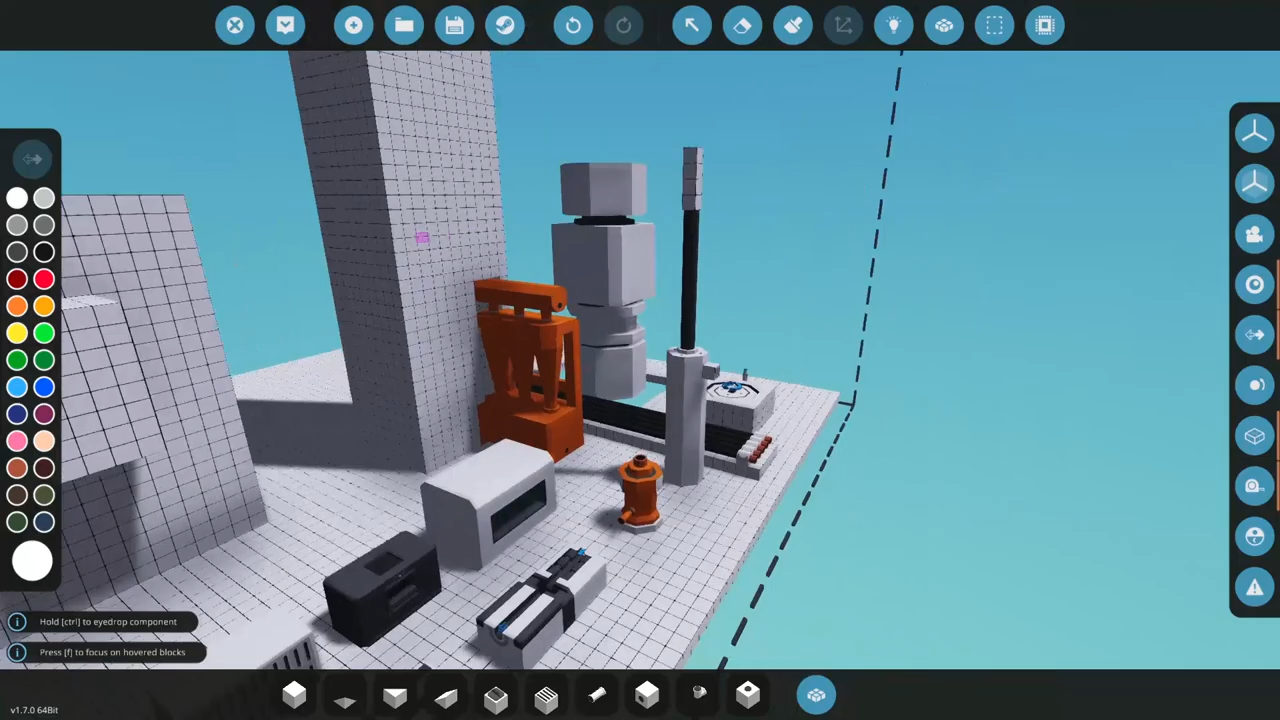 Hold [ctrl] to eyedrop component
Press [f] to focus on hovered blocks
v1.7.0 64Bit